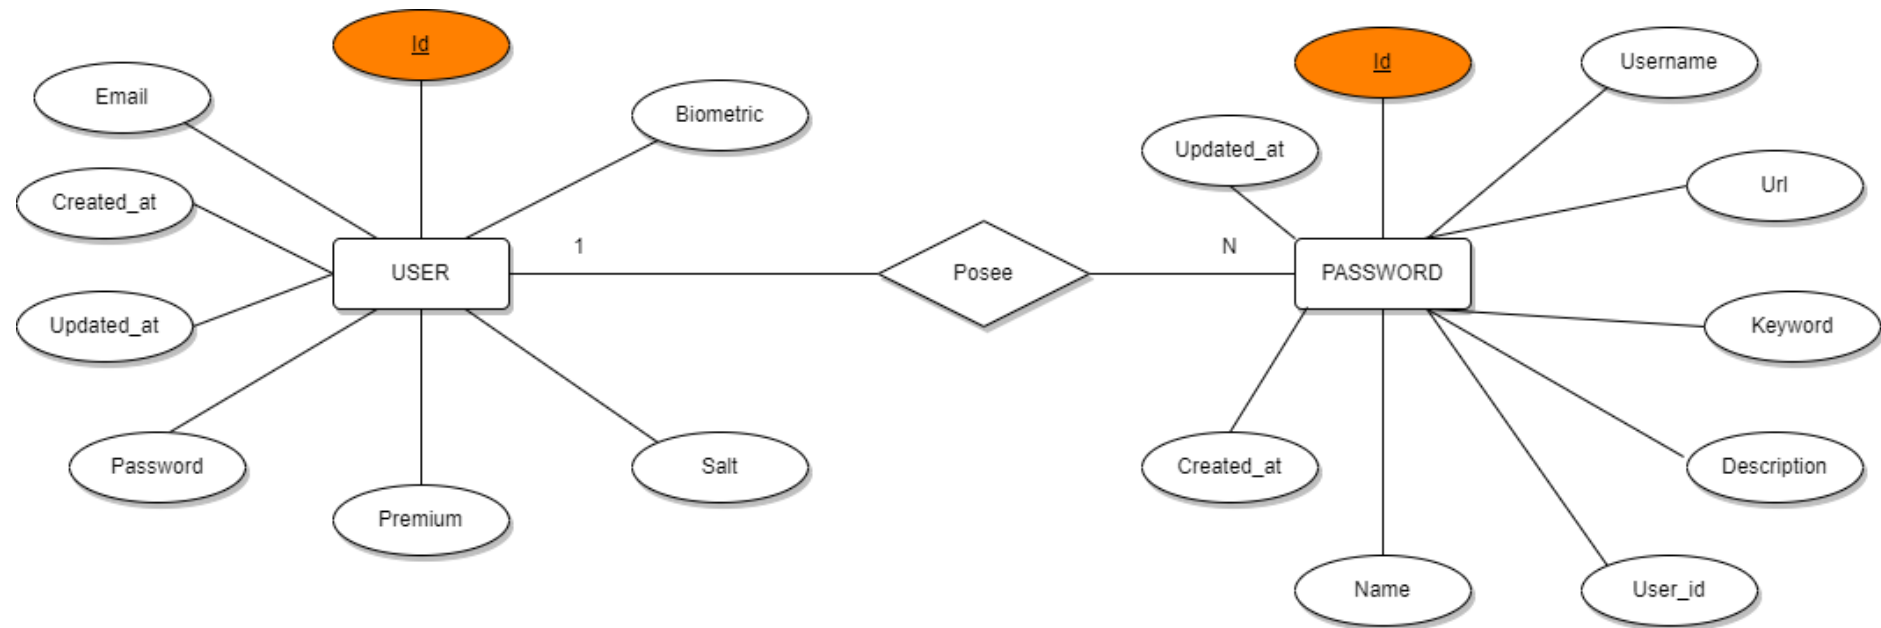 Id
Email
Biometric
Created_at
1
USER
Updated_at
Password
Premium
Salt
Posee
N
Id
Username
Updated_at
Url
PASSWORD
Keyword
Created_at
Description
Name
User_id